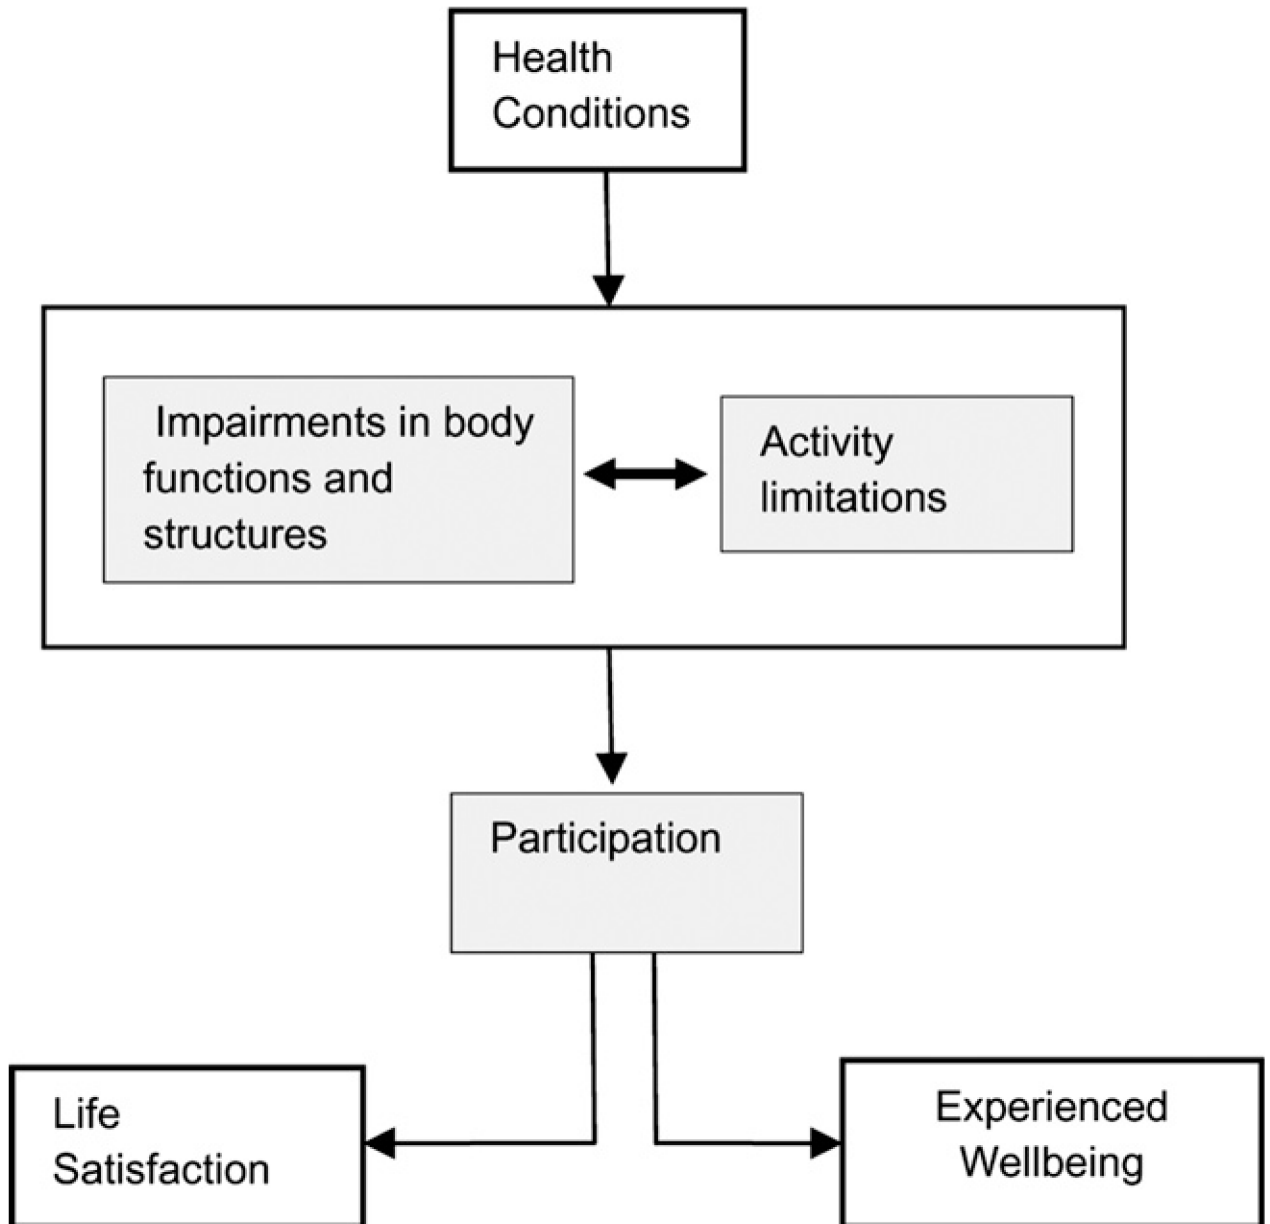 Health
Conditions
Impairments in body
functions and
structures
Activity
limitations
Participation
Life
Satisfaction
Experienced
Wellbeing